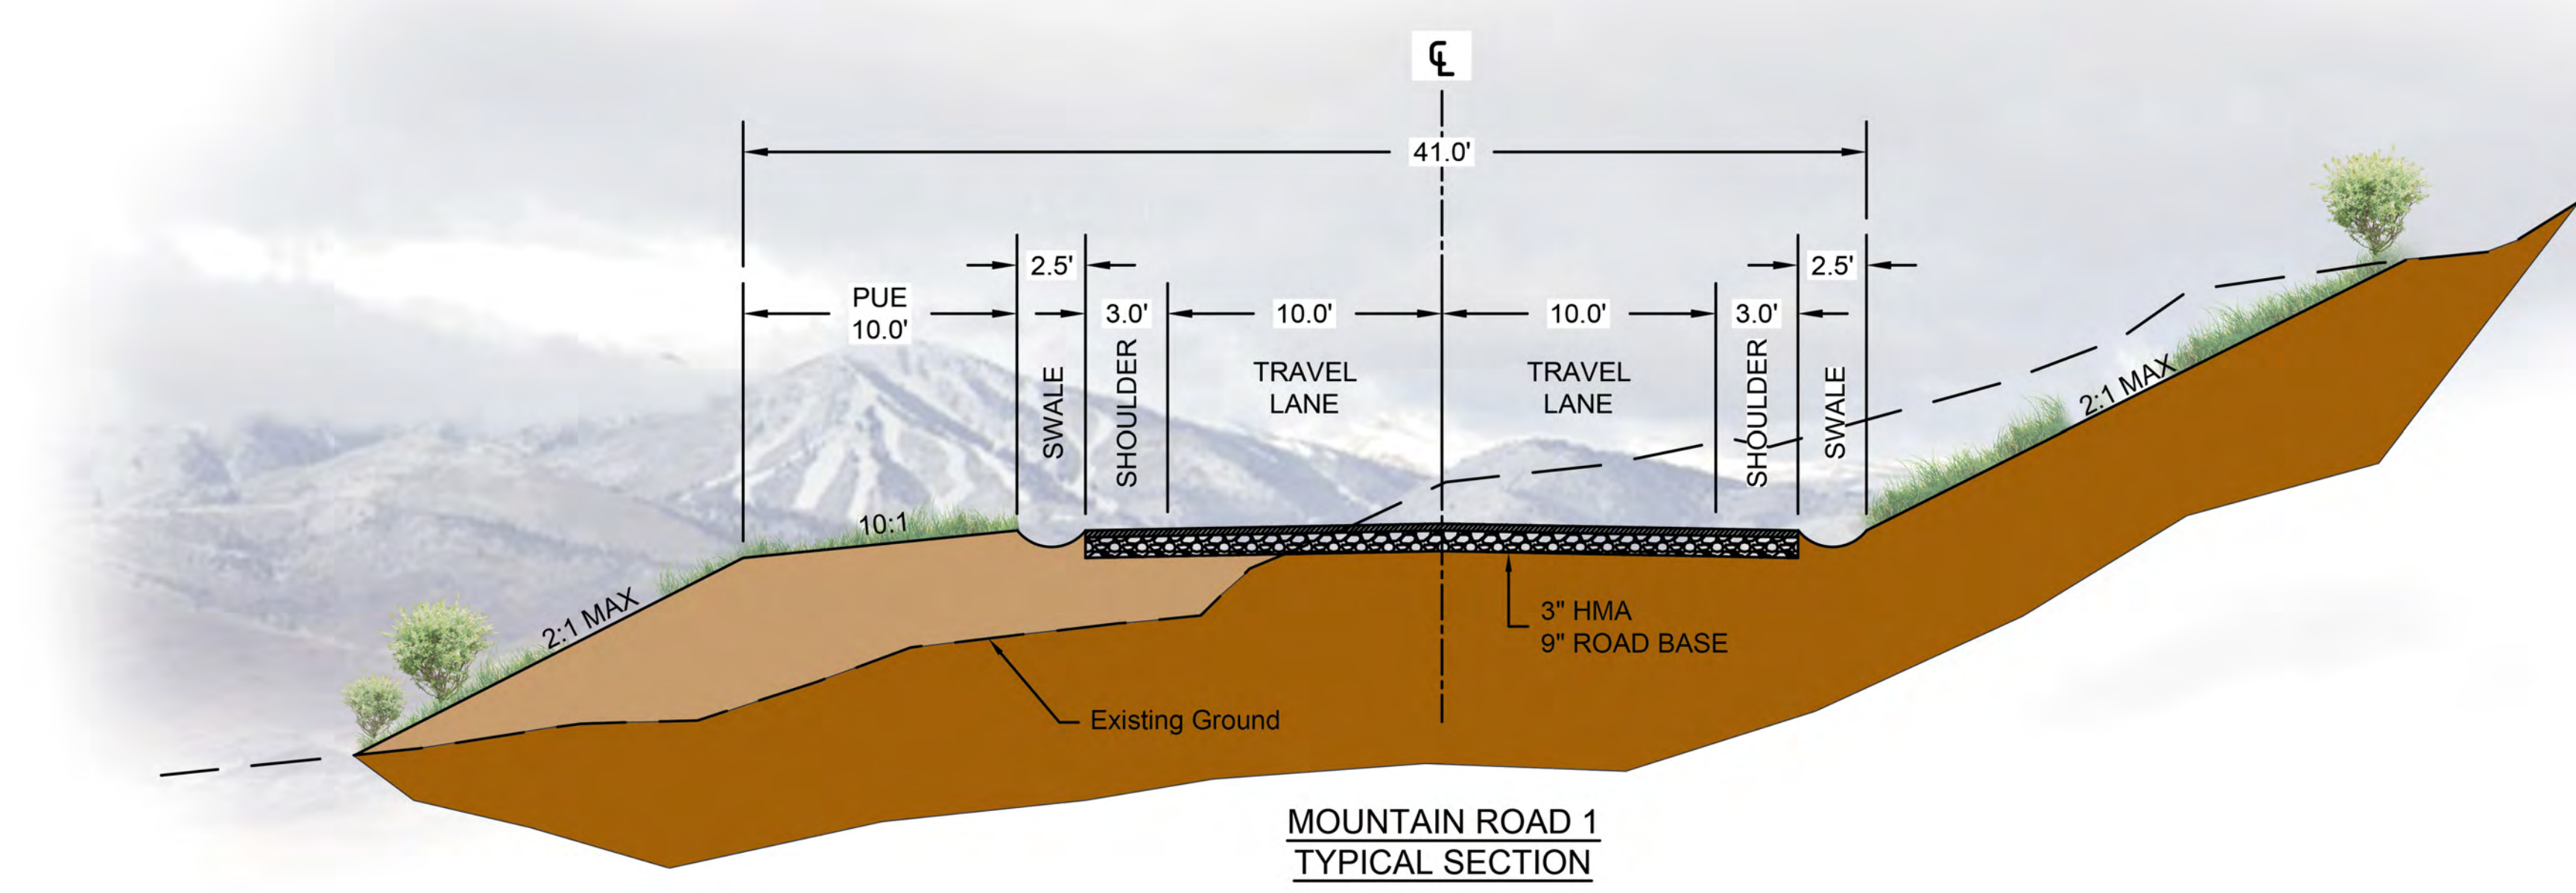 ℄
41.0'
2.5'
2.5'
PUE
10.0'
3.0'
10.0'
10.0'
3.0'
SWALE
SHOULDER
TRAVEL
LANE
TRAVEL
LANE
SHOULDER
SWALE
2:1 MAX
10:1
2:1 MAX
3" HMA
9" ROAD BASE
Existing Ground
MOUNTAIN ROAD 1
TYPICAL SECTION